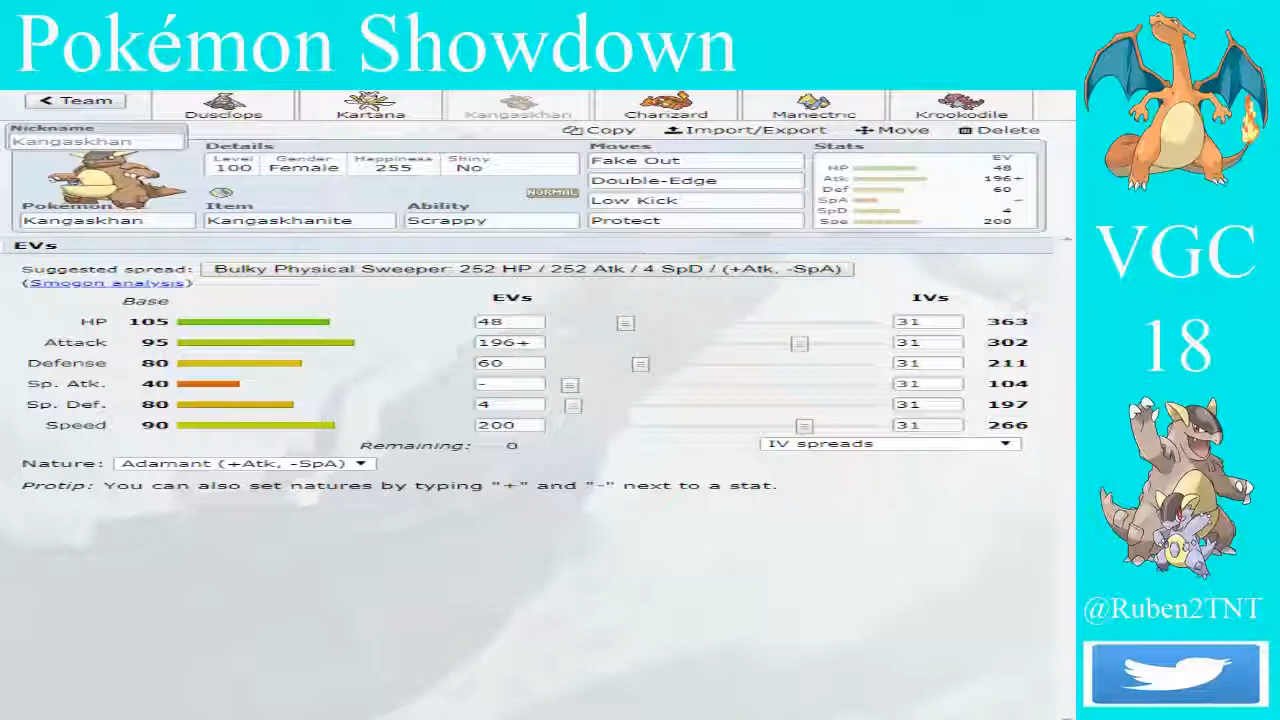 Pokémon Showdown
< Team
Dusclops Kartana Kangaskhan Charizard Manectric Krookodile
Copy Import/Export Move Delete
Nickname
Kangaskhan
Details
Level Gender Happiness Shiny
100 Female 255 No
NORMAL
Pokémon Item Ability
Kangaskhan Kangaskhanite Scrappy
Moves
Fake Out
Double-Edge
Low Kick
Protect
Stats
EV
HP 48
Atk 196+
Def 60
SpA –
SpD 4
Spe 200
EVs
Suggested spread: Bulky Physical Sweeper: 252 HP / 252 Atk / 4 SpD / (+Atk, -SpA)
(Smogon analysis)
Base EVs IVs
HP 105 48 31 363
Attack 95 196+ 31 302
Defense 80 60 31 211
Sp. Atk. 40 - 31 104
Sp. Def. 80 4 31 197
Speed 90 200 31 266
Remaining: 0 IV spreads
Nature: Adamant (+Atk, -SpA)
Protip: You can also set natures by typing "+" and "-" next to a stat.
VGC
18
@Ruben2TNT